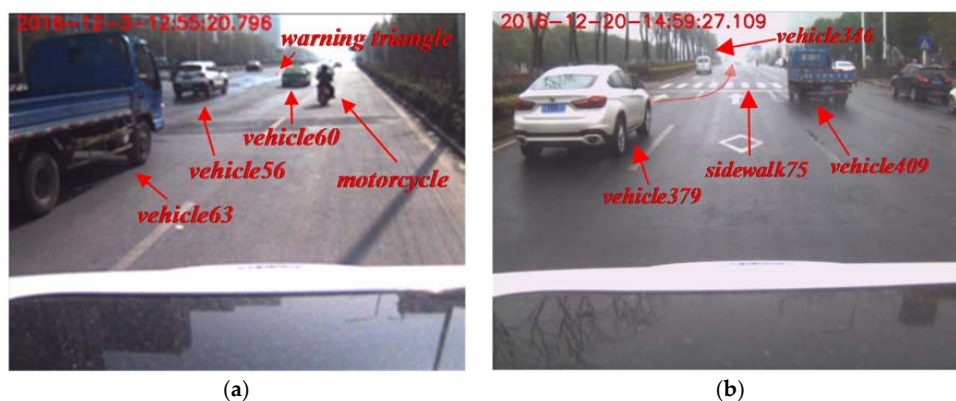 2016-12-3-12:55:20.796
warning triangle
vehicle60
vehicle56
motorcycle
vehicle63
(a)
2016-12-20-14:59:27.109
vehicle346
sidewalk75
vehicle409
vehicle379
(b)